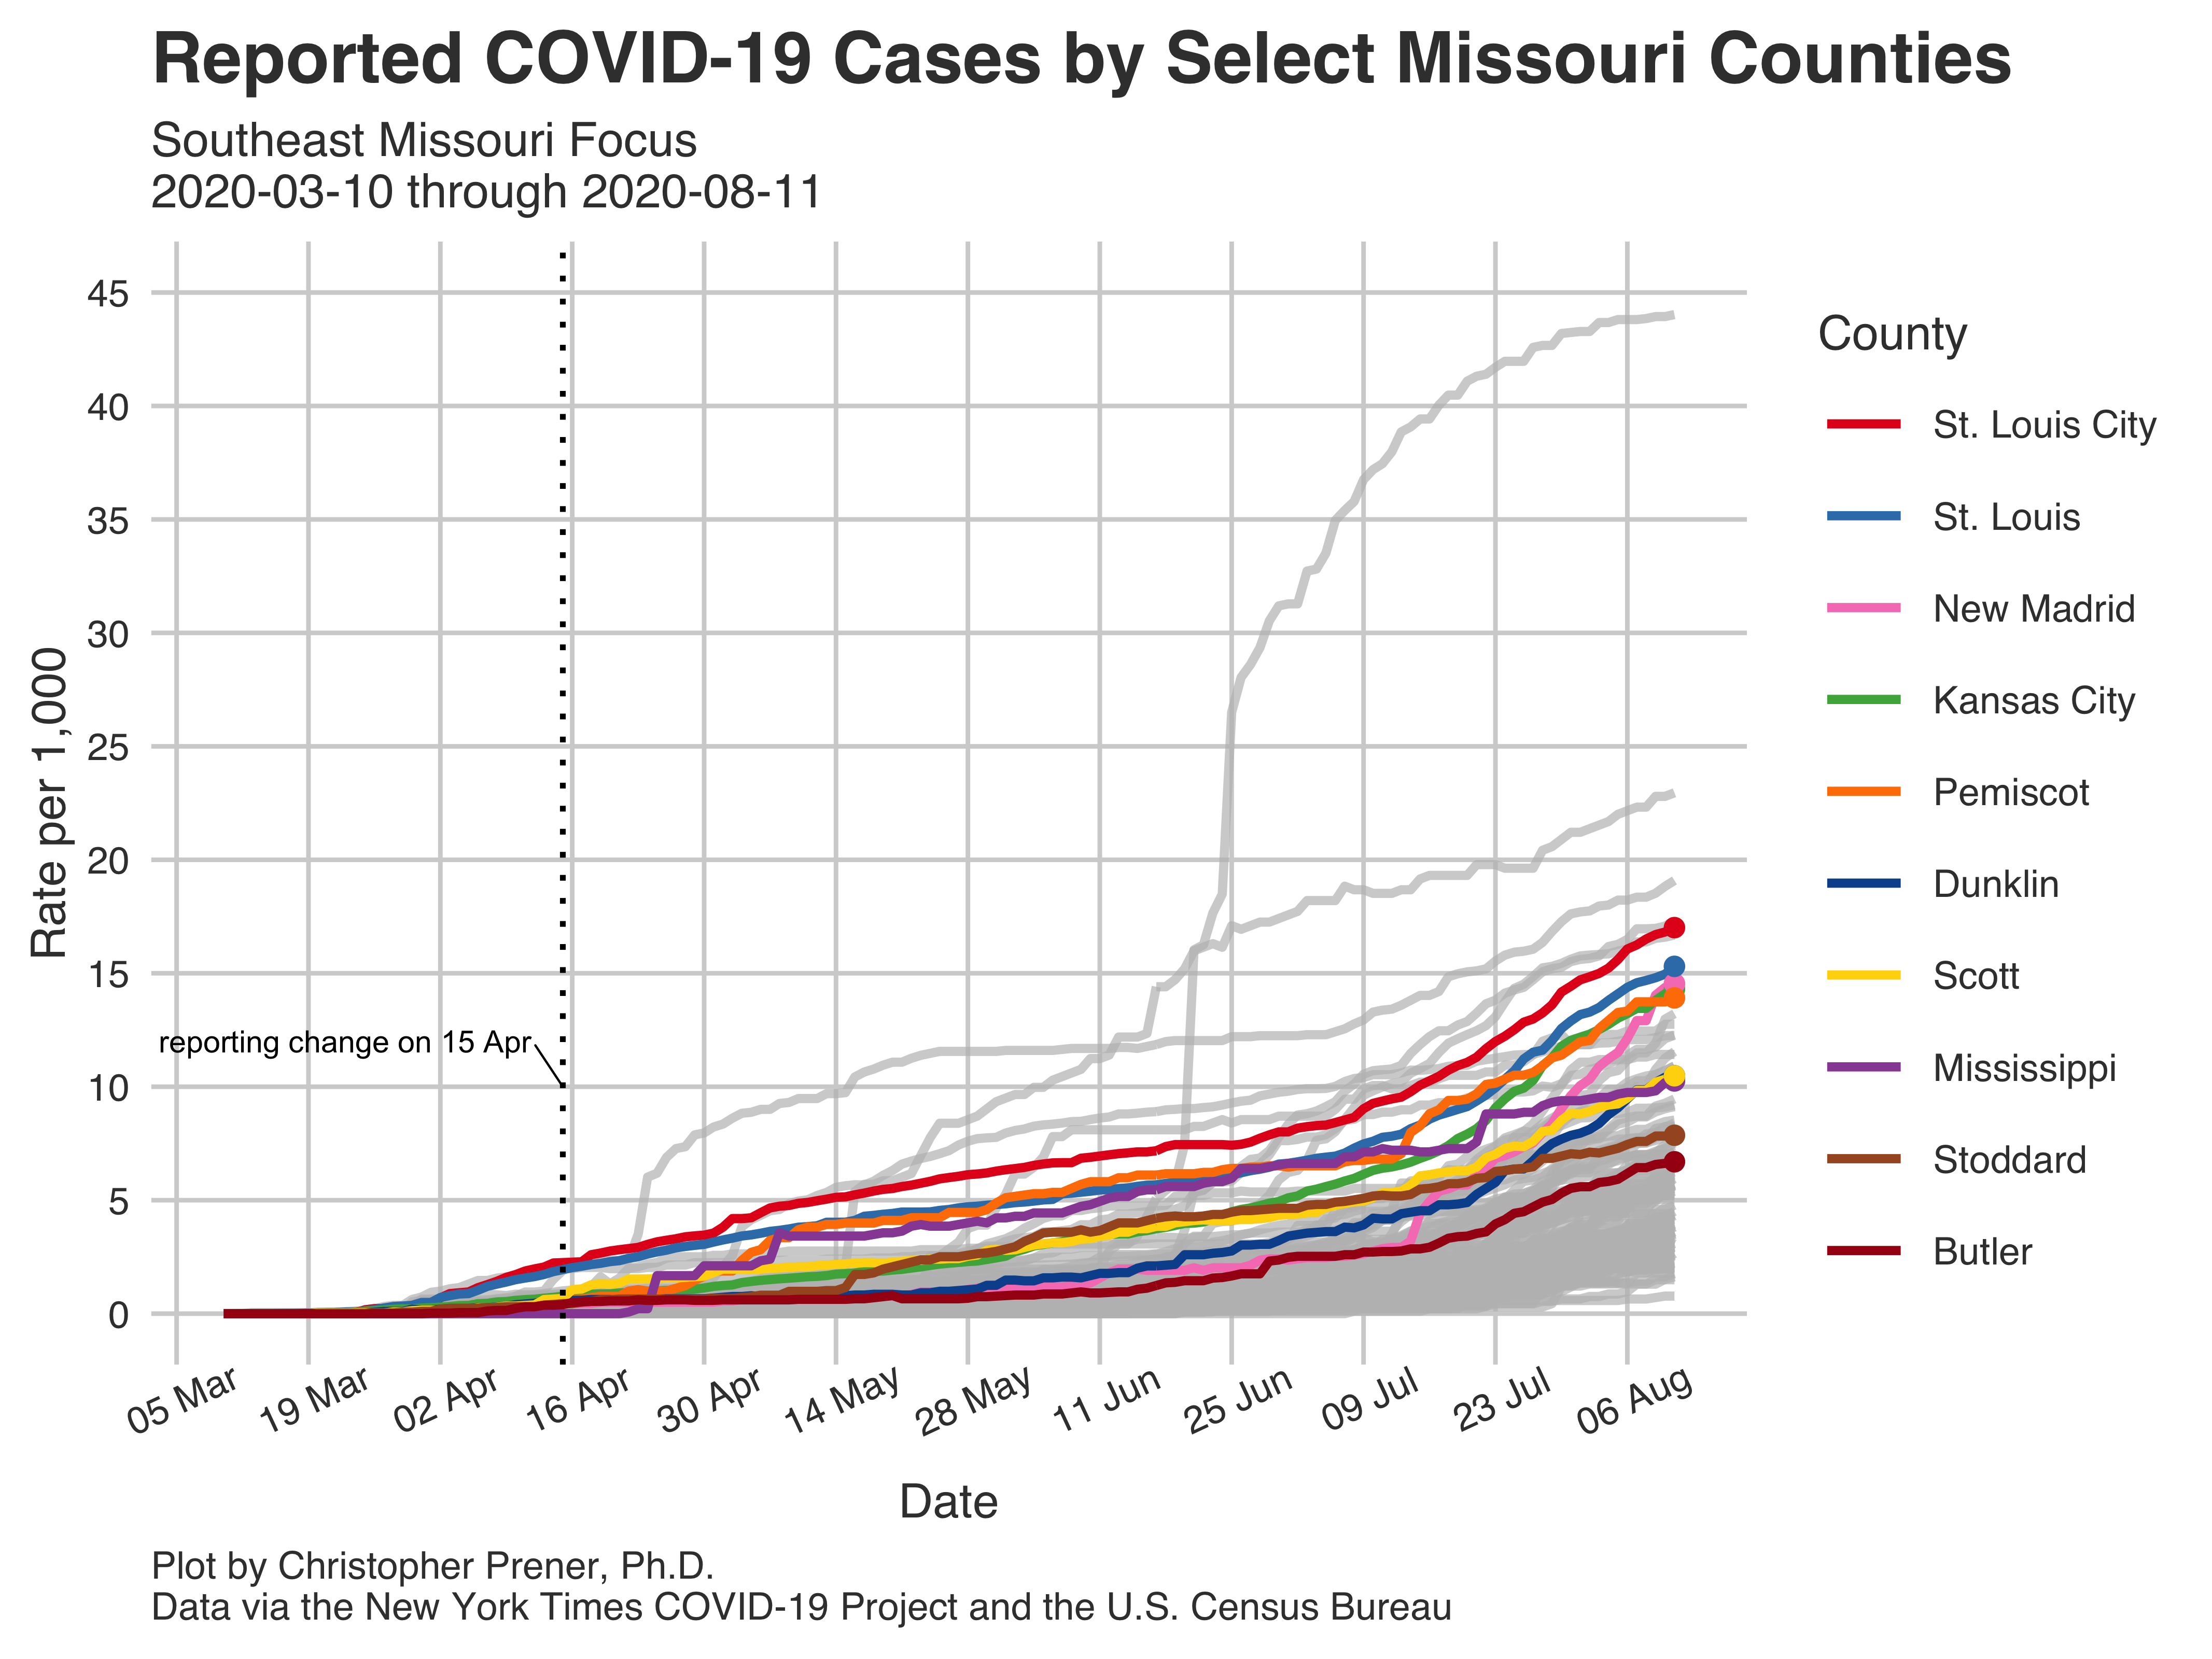 Reported COVID-19 Cases by Select Missouri Counties
Southeast Missouri Focus
2020-03-10 through 2020-08-11
45
40
35
30
25
20
15
10
5
0
Rate per 1,000
reporting change on 15 Apr
05 Mar
19 Mar
02 Apr
16 Apr
30 Apr
14 May
28 May
11 Jun
25 Jun
09 Jul
23 Jul
06 Aug
Date
County
St. Louis City
St. Louis
New Madrid
Kansas City
Pemiscot
Dunklin
Scott
Mississippi
Stoddard
Butler
Plot by Christopher Prener, Ph.D.
Data via the New York Times COVID-19 Project and the U.S. Census Bureau